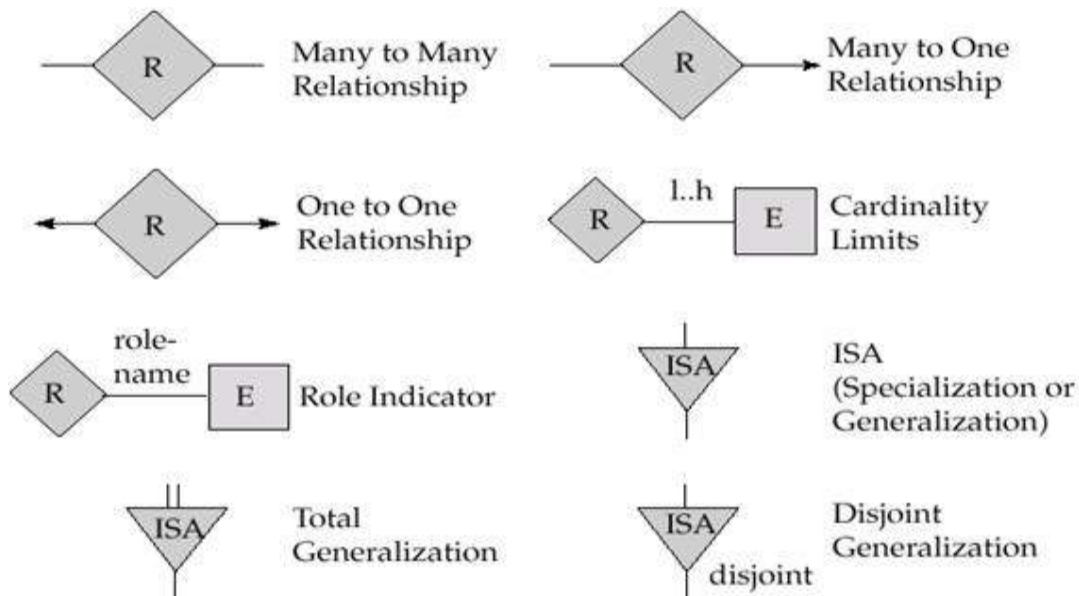 R
Many to Many
Relationship
R
Many to One
Relationship
R
One to One
Relationship
R
l..h
E
Cardinality
Limits
R
role-
name
E
Role Indicator
ISA
ISA
(Specialization or
Generalization)
ISA
Total
Generalization
ISA
disjoint
Disjoint
Generalization